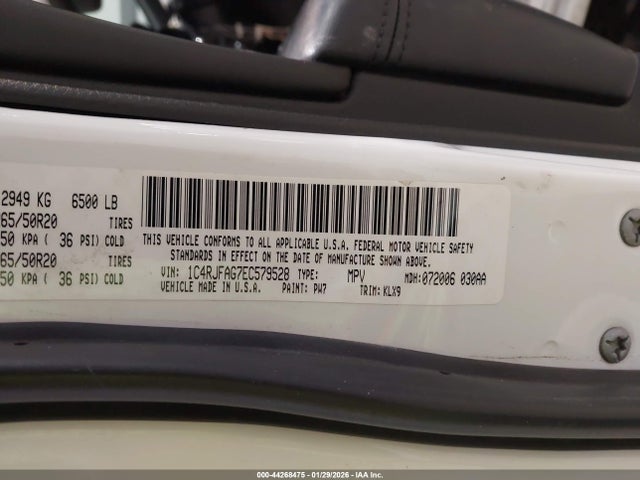 2949 KG 6500 LB
65/50R20 TIRES
50 KPA ( 36 PSI) COLD
65/50R20 TIRES
50 KPA ( 36 PSI) COLD
THIS VEHICLE CONFORMS TO ALL APPLICABLE U.S.A. FEDERAL MOTOR VEHICLE SAFETY
STANDARDS IN EFFECT ON THE DATE OF MANUFACTURE SHOWN ABOVE.
VIN: 1C4RJFAG7EC579528 TYPE: MPV MDH:072006 030AA
VEHICLE MADE IN U.S.A. PAINT: PW7 TRIM: KLX9
000-44268475 | 01/29/2026 - ©2026 - IAA Inc.